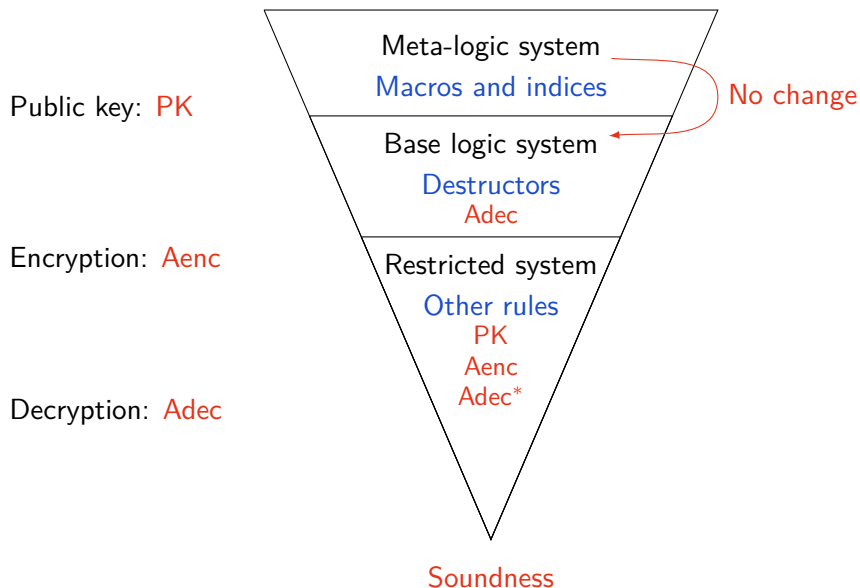 Meta-logic system
Macros and indices
No change
Public key: PK
Base logic system
Destructors
Adec
Encryption: Aenc
Restricted system
Other rules
PK
Aenc
Adec*
Decryption: Adec
Soundness